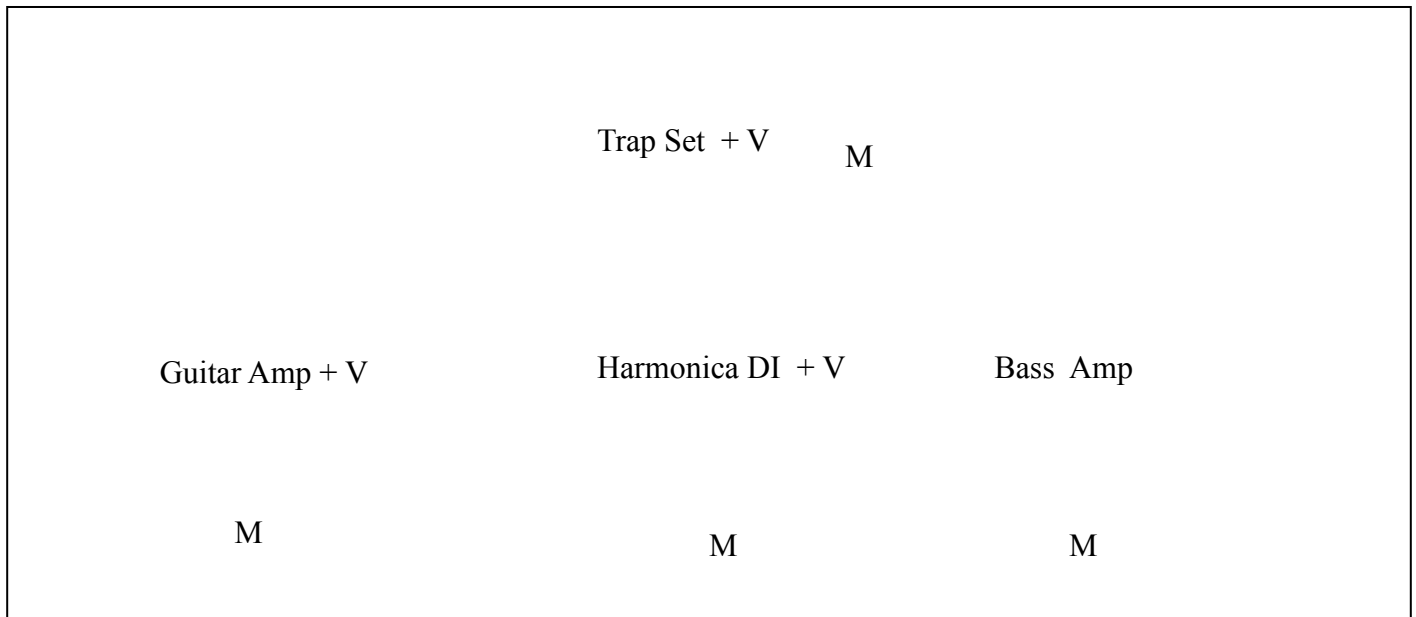 Trap Set + V
M
Guitar Amp + V
Harmonica DI + V
Bass Amp
M
M
M